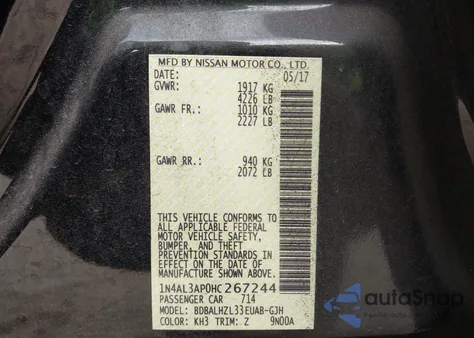 MFD BY NISSAN MOTOR CO., LTD.
DATE: 05/17
GVWR: 1917 KG
4226 LB
GAWR FR.: 1010 KG
2227 LB
GAWR RR.: 940 KG
2072 LB
THIS VEHICLE CONFORMS TO
ALL APPLICABLE FEDERAL
MOTOR VEHICLE SAFETY,
BUMPER, AND THEFT
PREVENTION STANDARDS IN
EFFECT ON THE DATE OF
MANUFACTURE SHOWN ABOVE.
1N4AL3AP0HC267244
PASSENGER CAR 714
MODEL: BDBALHZL33EUAB-GJH
COLOR: KH3 TRIM: Z 9N00A
autoSnap